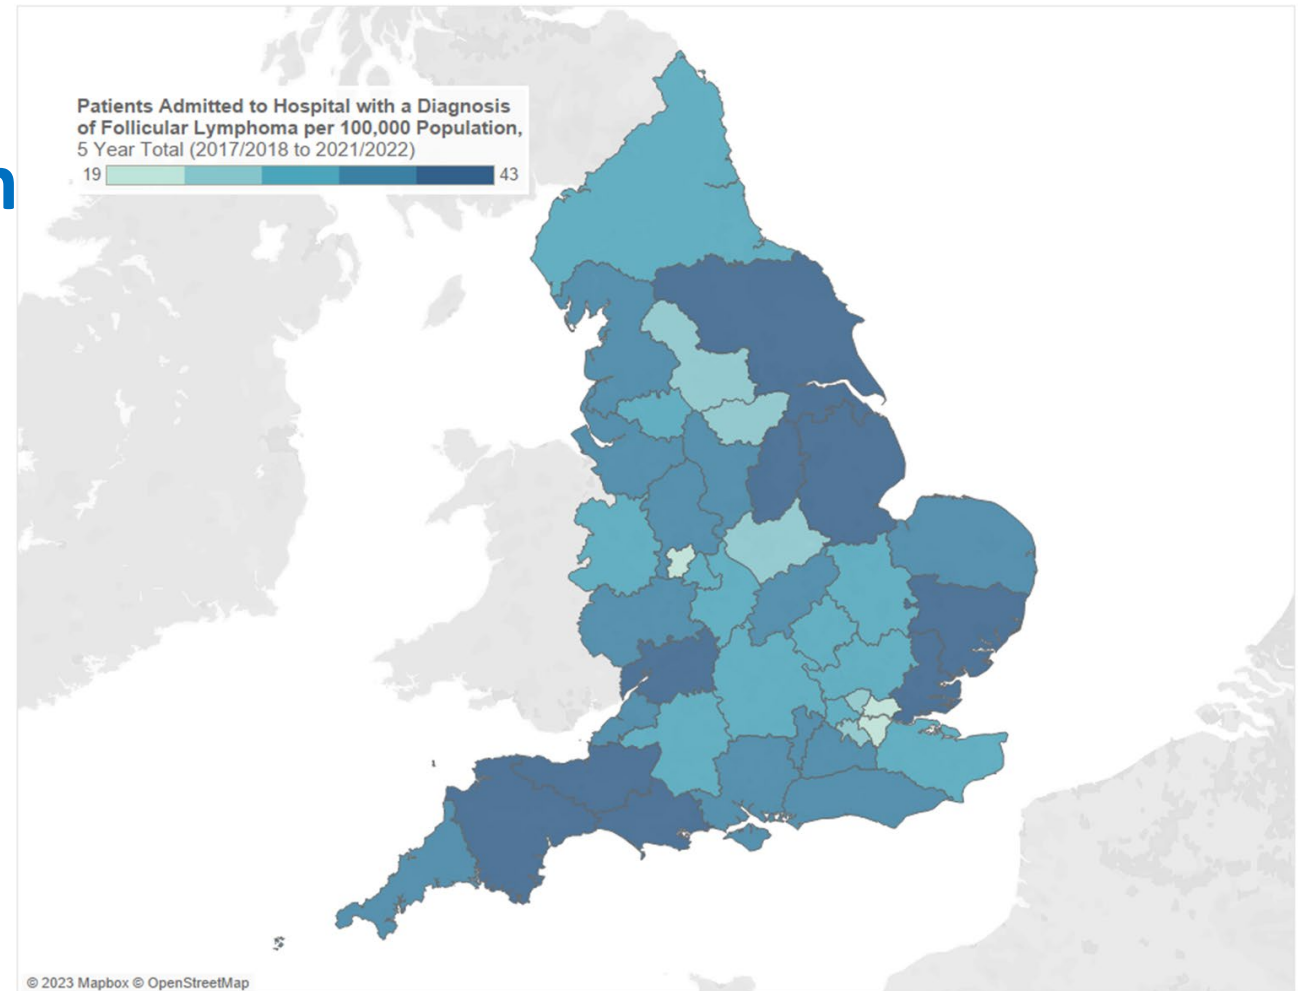 Patients Admitted to Hospital with a Diagnosis
of Follicular Lymphoma per 100,000 Population,
5 Year Total (2017/2018 to 2021/2022)
19 43
n
© 2023 Mapbox © OpenStreetMap